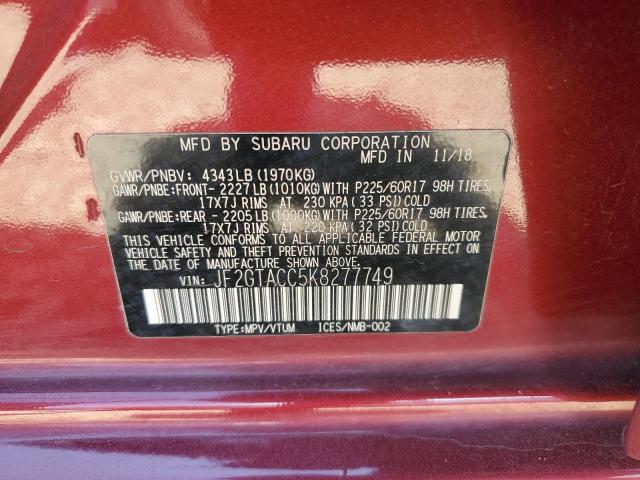 MFD BY SUBARU CORPORATION
MFD IN 11/18
GVWR/PNBV: 4343LB (1970KG)
GAWR/PNBE:FRONT- 2227LB (1010KG) WITH P225/60R17 98H TIRES,
17X7J RIMS AT 230 KPA (33 PSI) COLD
GAWR/PNBE:REAR - 2205LB (1000KG) WITH P225/60R17 98H TIRES,
17X7J RIMS AT 220 KPA (32 PSI) COLD
THIS VEHICLE CONFORMS TO ALL APPLICABLE FEDERAL MOTOR
VEHICLE SAFETY AND THEFT PREVENTION STANDARDS IN EFFECT ON
THE DATE OF MANUFACTURE SHOWN ABOVE.
VIN: JF2GTACC5K8277749
TYPE:MPV/VTUM ICES/NMB-002